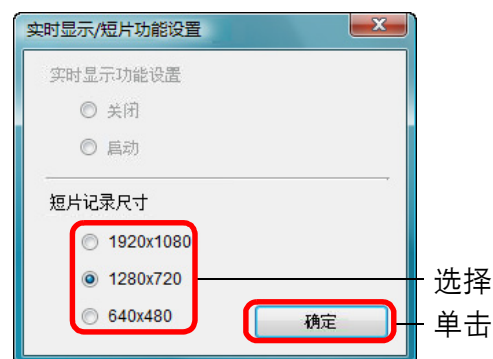 实时显示/短片功能设置
实时显示功能设置
关闭
启动
短片记录尺寸
1920x1080
1280x720
640x480
确定
选择
单击